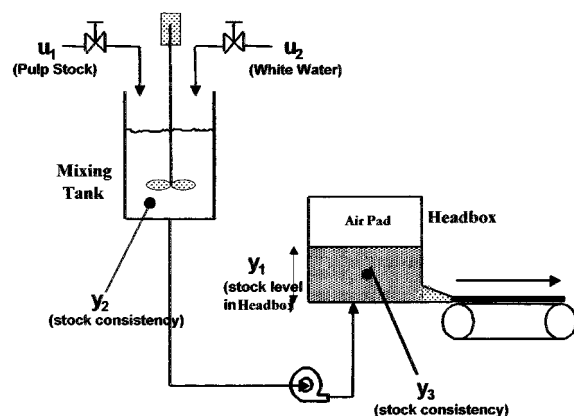 u1
(Pulp Stock)
u2
(White Water)
Mixing
Tank
Air Pad
Headbox
y1
(stock level
in Headbox)
y2
(stock consistency)
y3
(stock consistency)